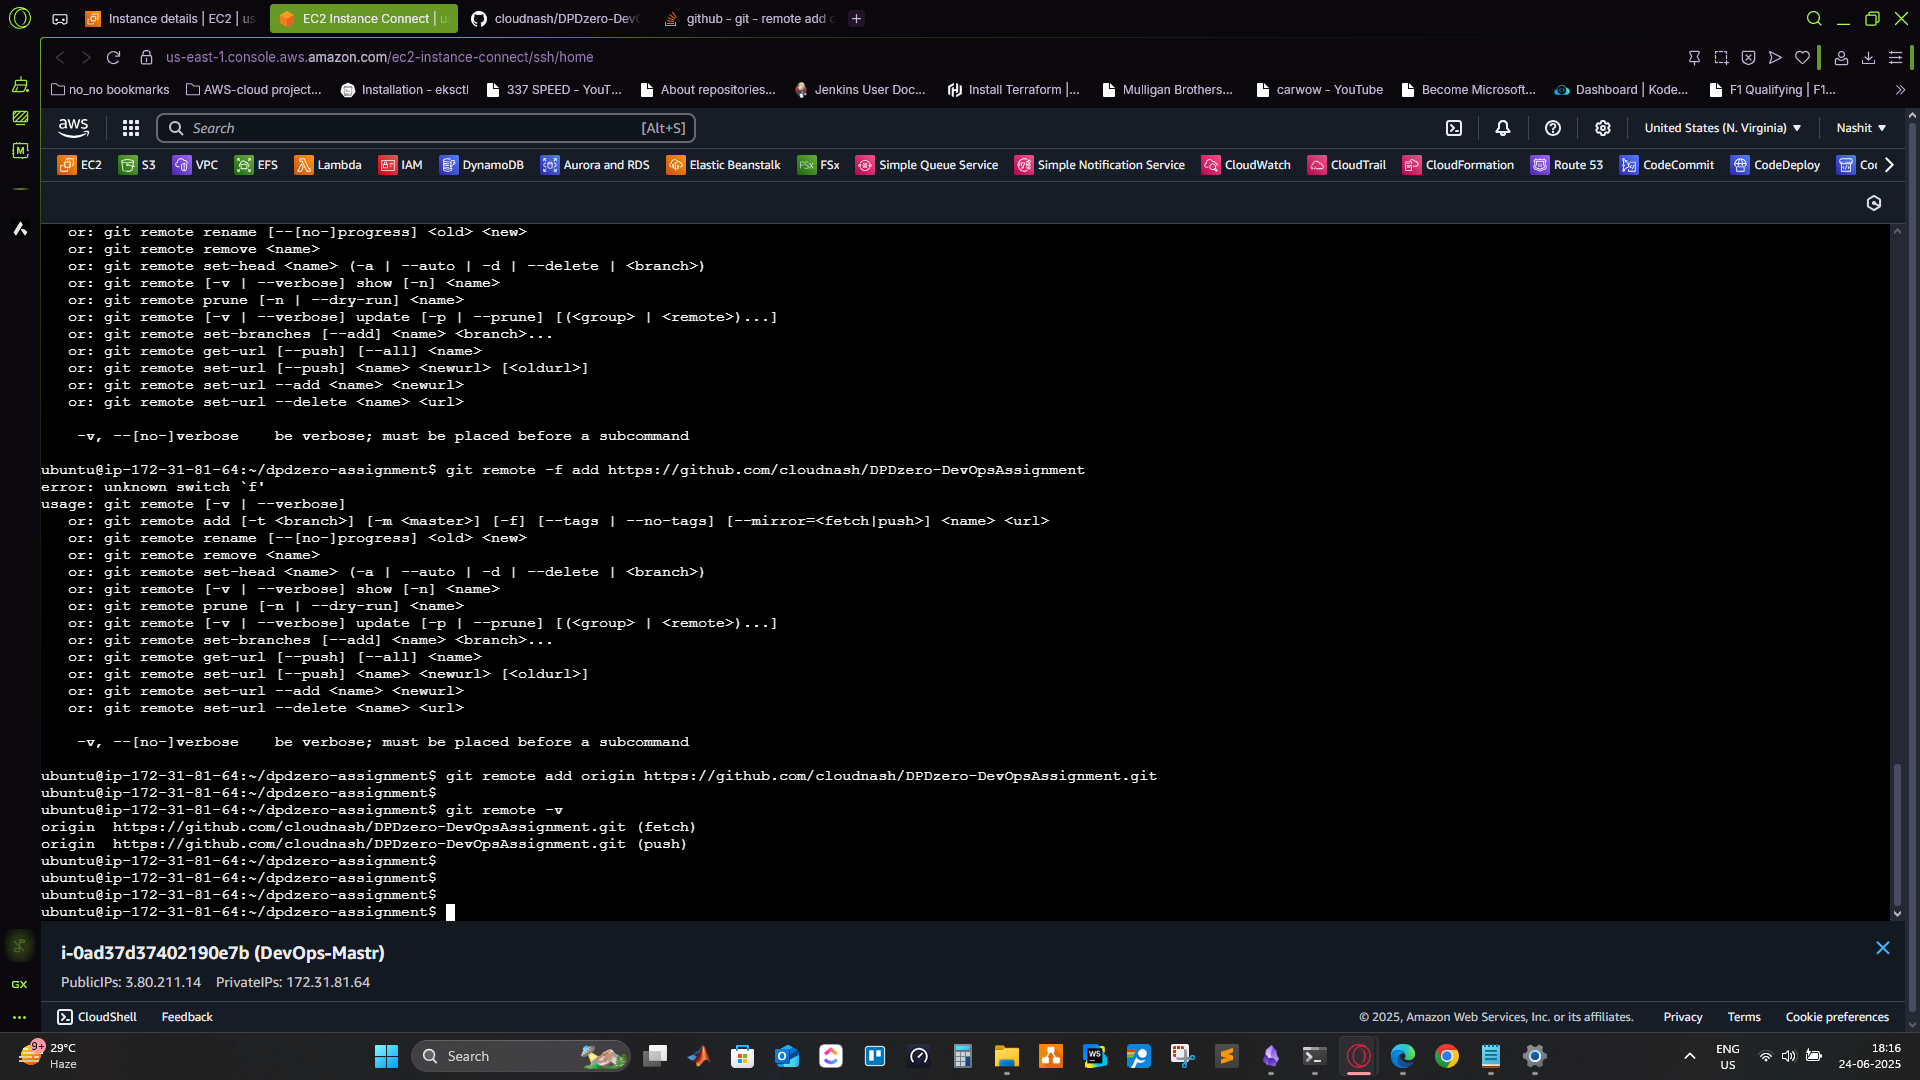 Instance details | EC2 | us
EC2 Instance Connect | u
cloudnash/DPDzero-DevO
github - git - remote add o
us-east-1.console.aws.amazon.com/ec2-instance-connect/ssh/home
no_no bookmarks
AWS-cloud project...
Installation - eksctl
337 SPEED - YouT...
About repositories...
Jenkins User Doc...
Install Terraform |...
Mulligan Brothers...
carwow - YouTube
Become Microsoft...
Dashboard | Kode...
F1 Qualifying | F1...
aws
Search
[Alt+S]
United States (N. Virginia)
Nashit
EC2
S3
VPC
EFS
Lambda
IAM
DynamoDB
Aurora and RDS
Elastic Beanstalk
FSx
FSx
Simple Queue Service
Simple Notification Service
CloudWatch
CloudTrail
CloudFormation
Route 53
CodeCommit
CodeDeploy
Co
   or: git remote rename [--[no-]progress] <old> <new>
   or: git remote remove <name>
   or: git remote set-head <name> (-a | --auto | -d | --delete | <branch>)
   or: git remote [-v | --verbose] show [-n] <name>
   or: git remote prune [-n | --dry-run] <name>
   or: git remote [-v | --verbose] update [-p | --prune] [(<group> | <remote>)...]
   or: git remote set-branches [--add] <name> <branch>...
   or: git remote get-url [--push] [--all] <name>
   or: git remote set-url [--push] <name> <newurl> [<oldurl>]
   or: git remote set-url --add <name> <newurl>
   or: git remote set-url --delete <name> <url>
    -v, --[no-]verbose    be verbose; must be placed before a subcommand
ubuntu@ip-172-31-81-64:~/dpdzero-assignment$ git remote -f add https://github.com/cloudnash/DPDzero-DevOpsAssignment
error: unknown switch `f'
usage: git remote [-v | --verbose]
   or: git remote add [-t <branch>] [-m <master>] [-f] [--tags | --no-tags] [--mirror=<fetch|push>] <name> <url>
   or: git remote rename [--[no-]progress] <old> <new>
   or: git remote remove <name>
   or: git remote set-head <name> (-a | --auto | -d | --delete | <branch>)
   or: git remote [-v | --verbose] show [-n] <name>
   or: git remote prune [-n | --dry-run] <name>
   or: git remote [-v | --verbose] update [-p | --prune] [(<group> | <remote>)...]
   or: git remote set-branches [--add] <name> <branch>...
   or: git remote get-url [--push] [--all] <name>
   or: git remote set-url [--push] <name> <newurl> [<oldurl>]
   or: git remote set-url --add <name> <newurl>
   or: git remote set-url --delete <name> <url>
    -v, --[no-]verbose    be verbose; must be placed before a subcommand
ubuntu@ip-172-31-81-64:~/dpdzero-assignment$ git remote add origin https://github.com/cloudnash/DPDzero-DevOpsAssignment.git
ubuntu@ip-172-31-81-64:~/dpdzero-assignment$
ubuntu@ip-172-31-81-64:~/dpdzero-assignment$ git remote -v
origin  https://github.com/cloudnash/DPDzero-DevOpsAssignment.git (fetch)
origin  https://github.com/cloudnash/DPDzero-DevOpsAssignment.git (push)
ubuntu@ip-172-31-81-64:~/dpdzero-assignment$
ubuntu@ip-172-31-81-64:~/dpdzero-assignment$
ubuntu@ip-172-31-81-64:~/dpdzero-assignment$
ubuntu@ip-172-31-81-64:~/dpdzero-assignment$
i-0ad37d37402190e7b (DevOps-Mastr)
PublicIPs: 3.80.211.14    PrivateIPs: 172.31.81.64
GX
CloudShell
Feedback
© 2025, Amazon Web Services, Inc. or its affiliates.
Privacy
Terms
Cookie preferences
9+
29°C
Haze
Search
WS
ENG
US
18:16
24-06-2025